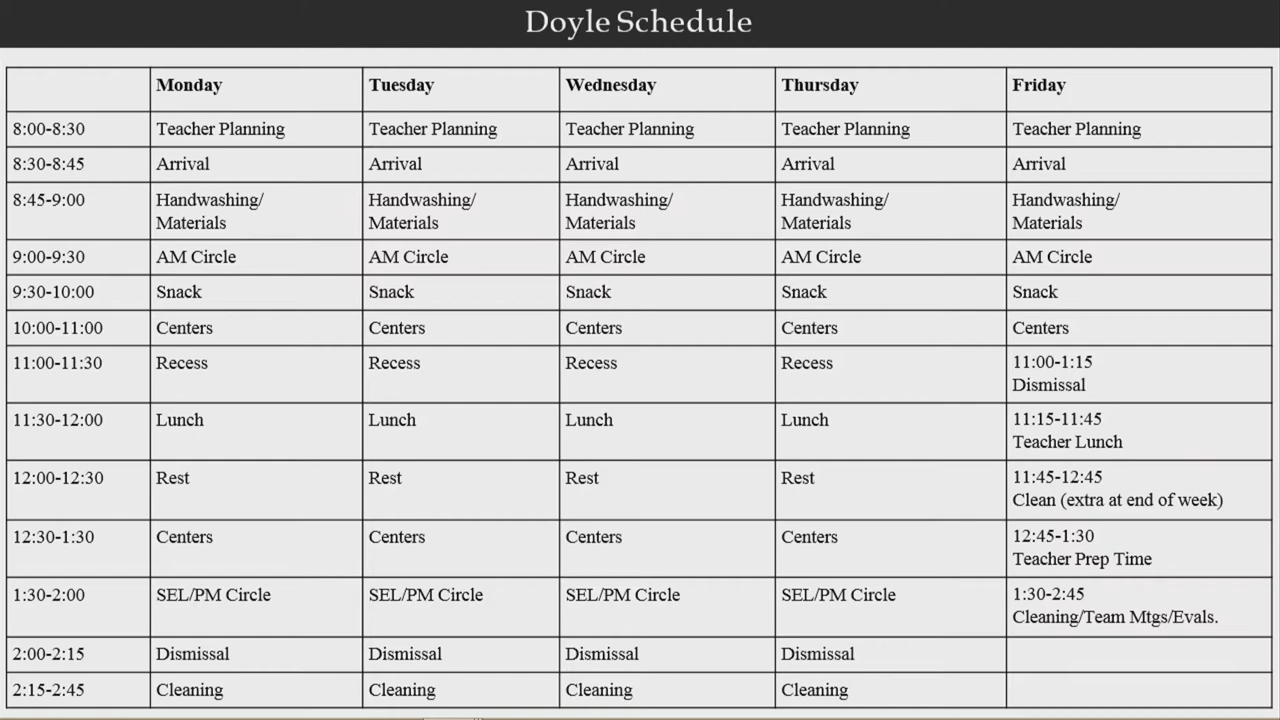 Doyle Schedule
Monday Tuesday Wednesday Thursday Friday
8:00-8:30 Teacher Planning Teacher Planning Teacher Planning Teacher Planning Teacher Planning
8:30-8:45 Arrival Arrival Arrival Arrival Arrival
8:45-9:00 Handwashing/ Handwashing/ Handwashing/ Handwashing/ Handwashing/
Materials Materials Materials Materials Materials
9:00-9:30 AM Circle AM Circle AM Circle AM Circle AM Circle
9:30-10:00 Snack Snack Snack Snack Snack
10:00-11:00 Centers Centers Centers Centers Centers
11:00-11:30 Recess Recess Recess Recess 11:00-1:15
Dismissal
11:30-12:00 Lunch Lunch Lunch Lunch 11:15-11:45
Teacher Lunch
12:00-12:30 Rest Rest Rest Rest 11:45-12:45
Clean (extra at end of week)
12:30-1:30 Centers Centers Centers Centers 12:45-1:30
Teacher Prep Time
1:30-2:00 SEL/PM Circle SEL/PM Circle SEL/PM Circle SEL/PM Circle 1:30-2:45
Cleaning/Team Mtgs/Evals.
2:00-2:15 Dismissal Dismissal Dismissal Dismissal
2:15-2:45 Cleaning Cleaning Cleaning Cleaning